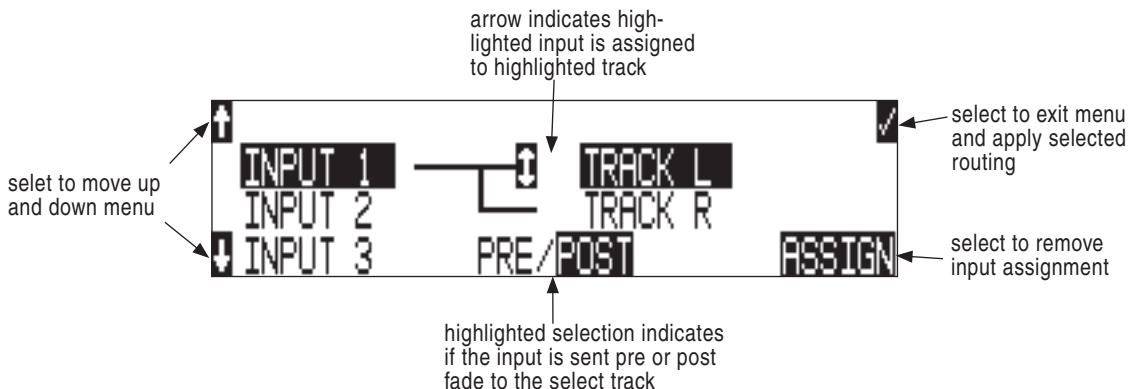 arrow indicates high-
lighted input is assigned
to highlighted track
select to exit menu
and apply selected
routing
selet to move up
and down menu
INPUT 1
TRACK L
INPUT 2
TRACK R
INPUT 3
PRE/POST
ASSIGN
select to remove
input assignment
highlighted selection indicates
if the input is sent pre or post
fade to the select track